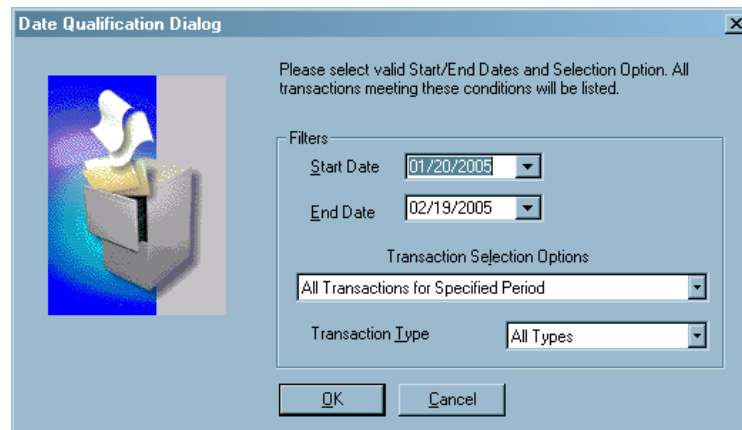 Date Qualification Dialog
Please select valid Start/End Dates and Selection Option. All
transactions meeting these conditions will be listed.
Filters
Start Date 01/20/2005
End Date 02/19/2005
Transaction Selection Options
All Transactions for Specified Period
Transaction Type All Types
OK Cancel